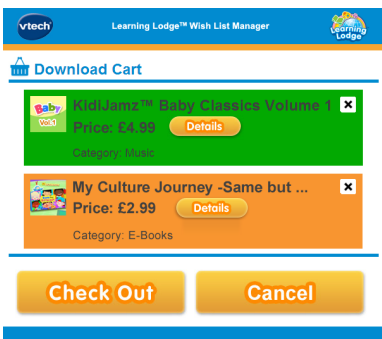 vtech
Learning Lodge™ Wish List Manager
Learning
Lodge
Download Cart
Baby
Vol.1
KidiJamz™ Baby Classics Volume 1
Price: £4.99
Details
Category: Music
My Culture Journey -Same but ...
Price: £2.99
Details
Category: E-Books
Check Out
Cancel